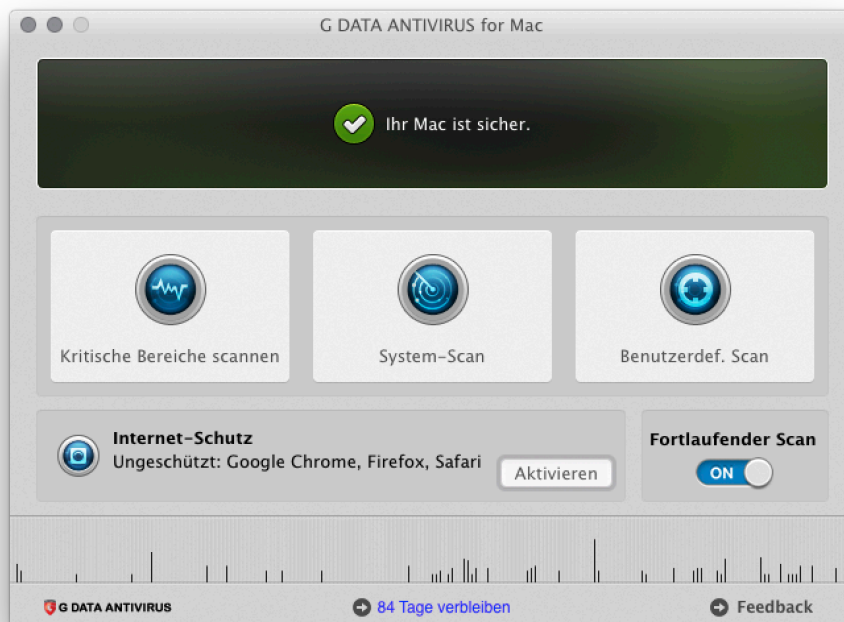 G DATA ANTIVIRUS for Mac
Ihr Mac ist sicher.
Kritische Bereiche scannen
System-Scan
Benutzerdef. Scan
Internet-Schutz
Ungeschützt: Google Chrome, Firefox, Safari
Aktivieren
Fortlaufender Scan
ON
G DATA ANTIVIRUS
84 Tage verbleiben
Feedback